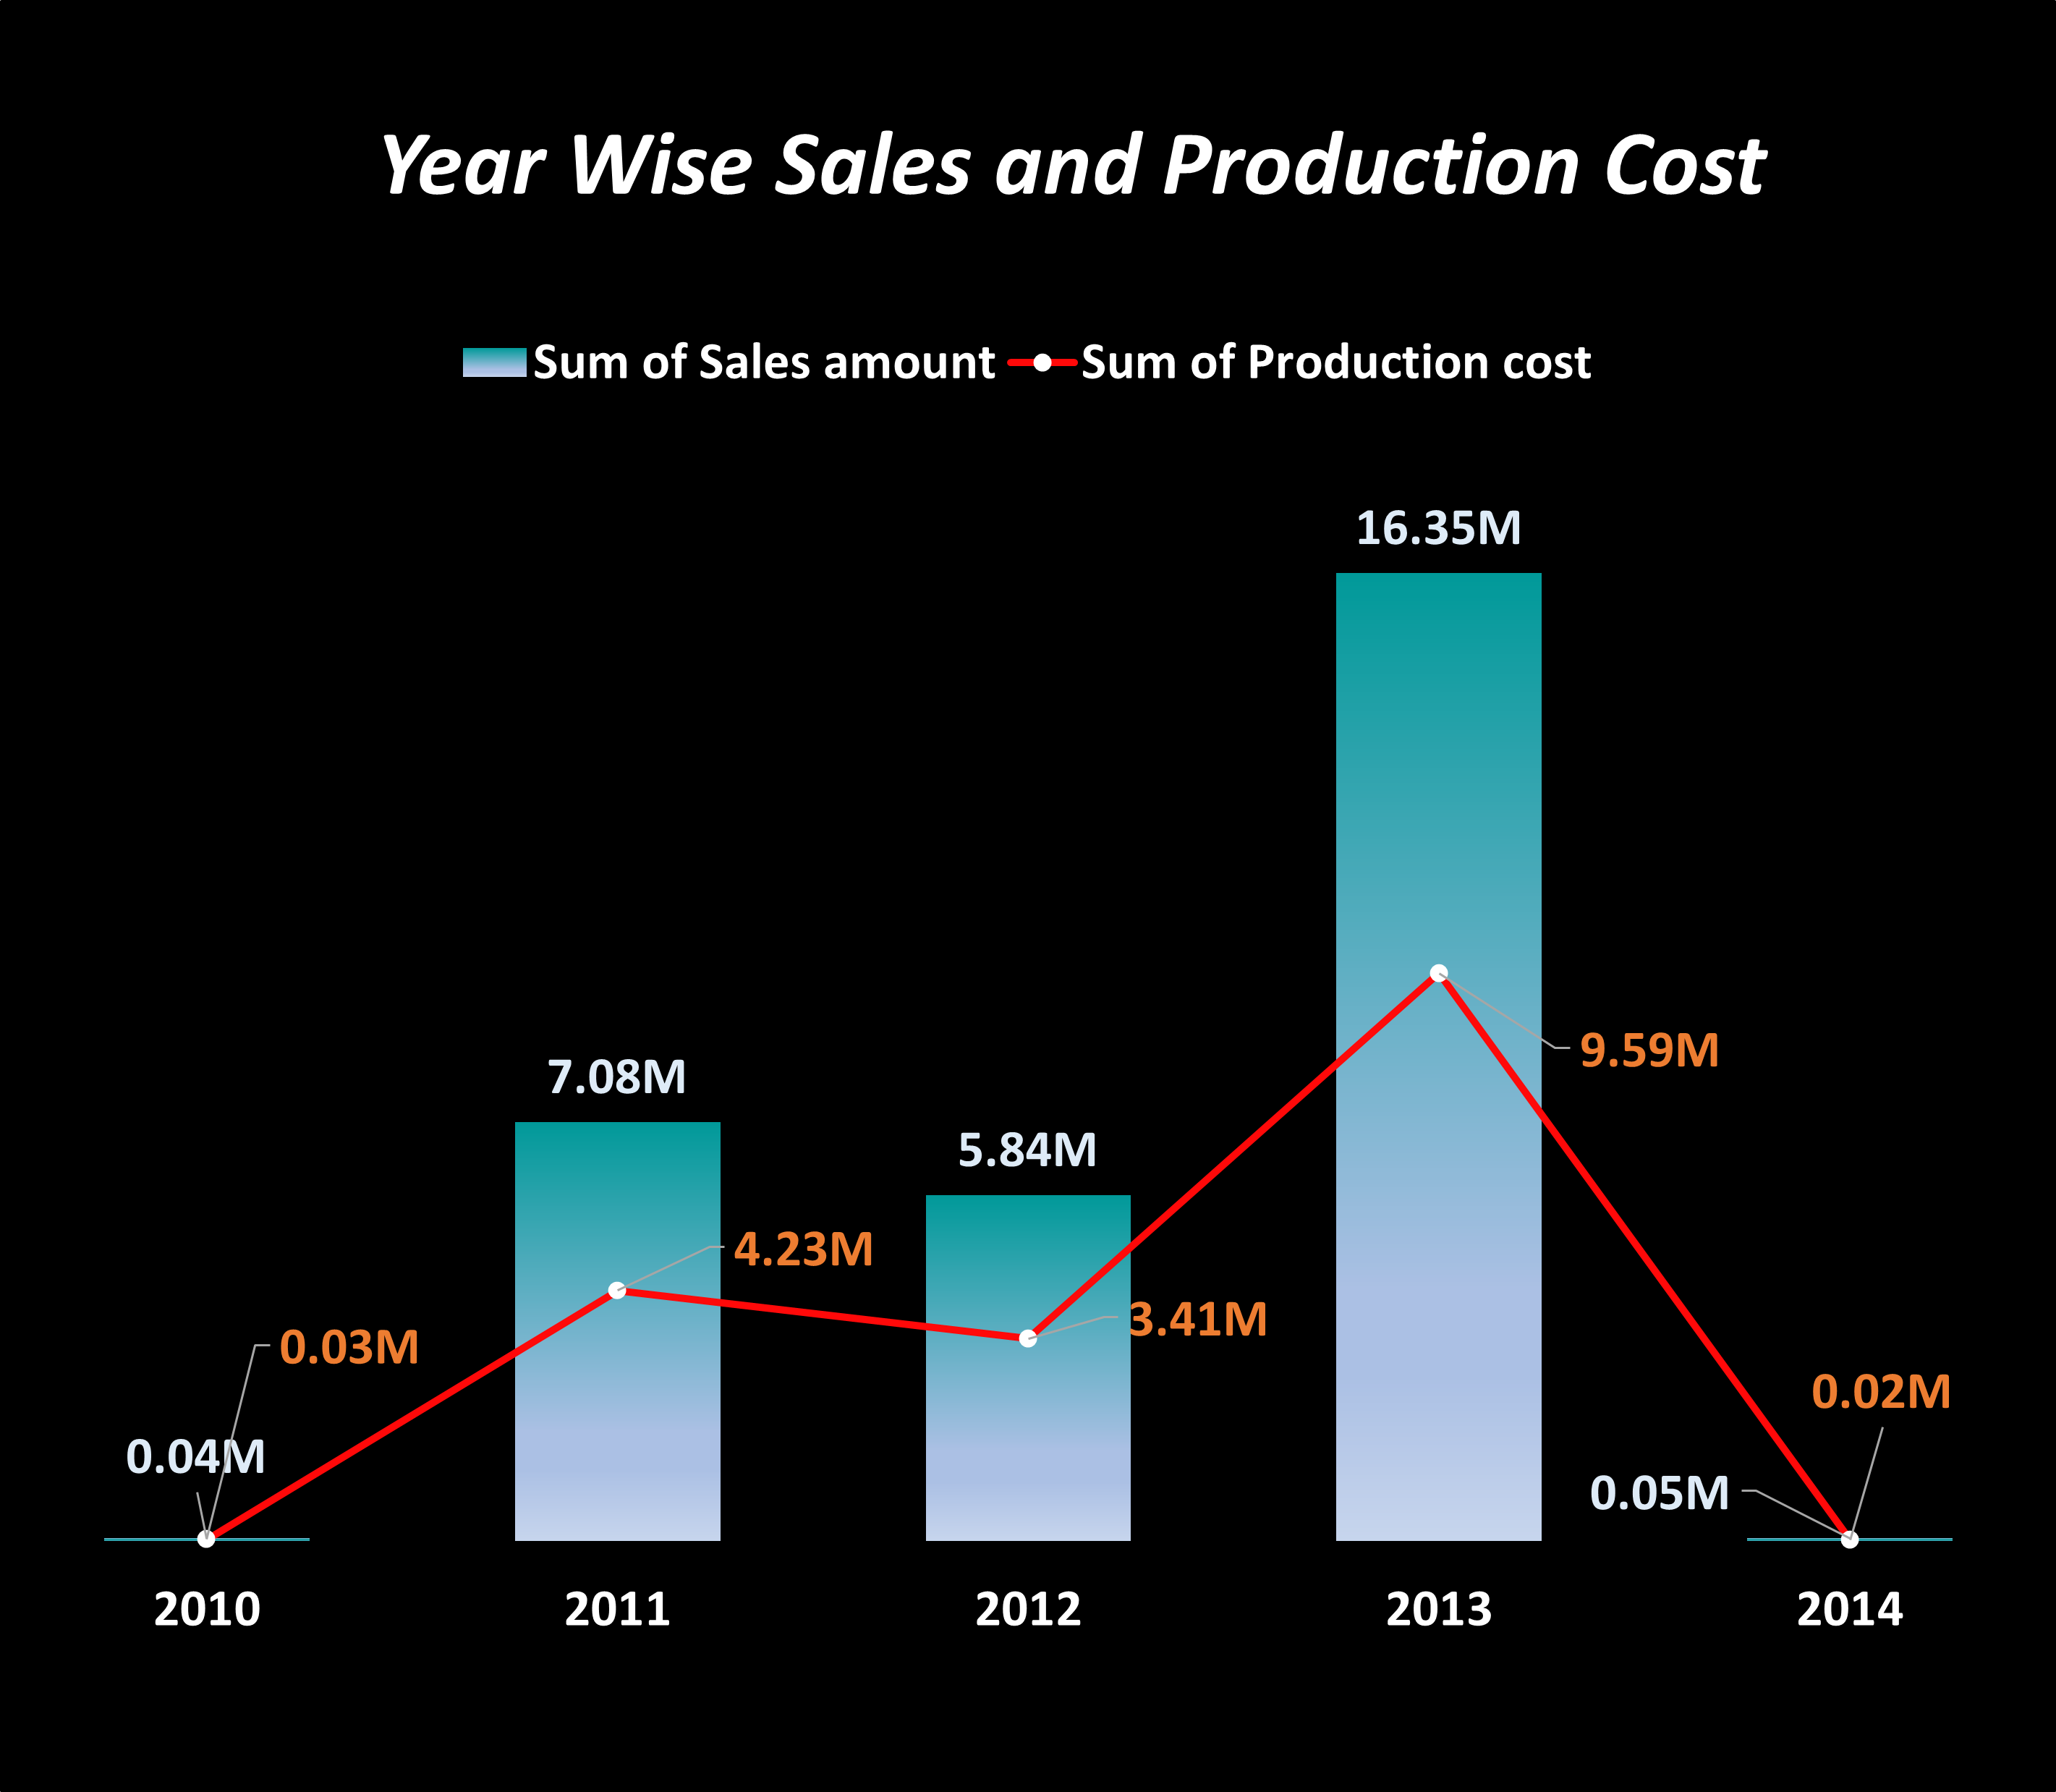 Year Wise Sales and Production Cost
Sum of Sales amount Sum of Production cost
16.35M
9.59M
7.08M
5.84M
4.23M
3.41M
0.03M
0.02M
0.04M
0.05M
2010 2011 2012 2013 2014